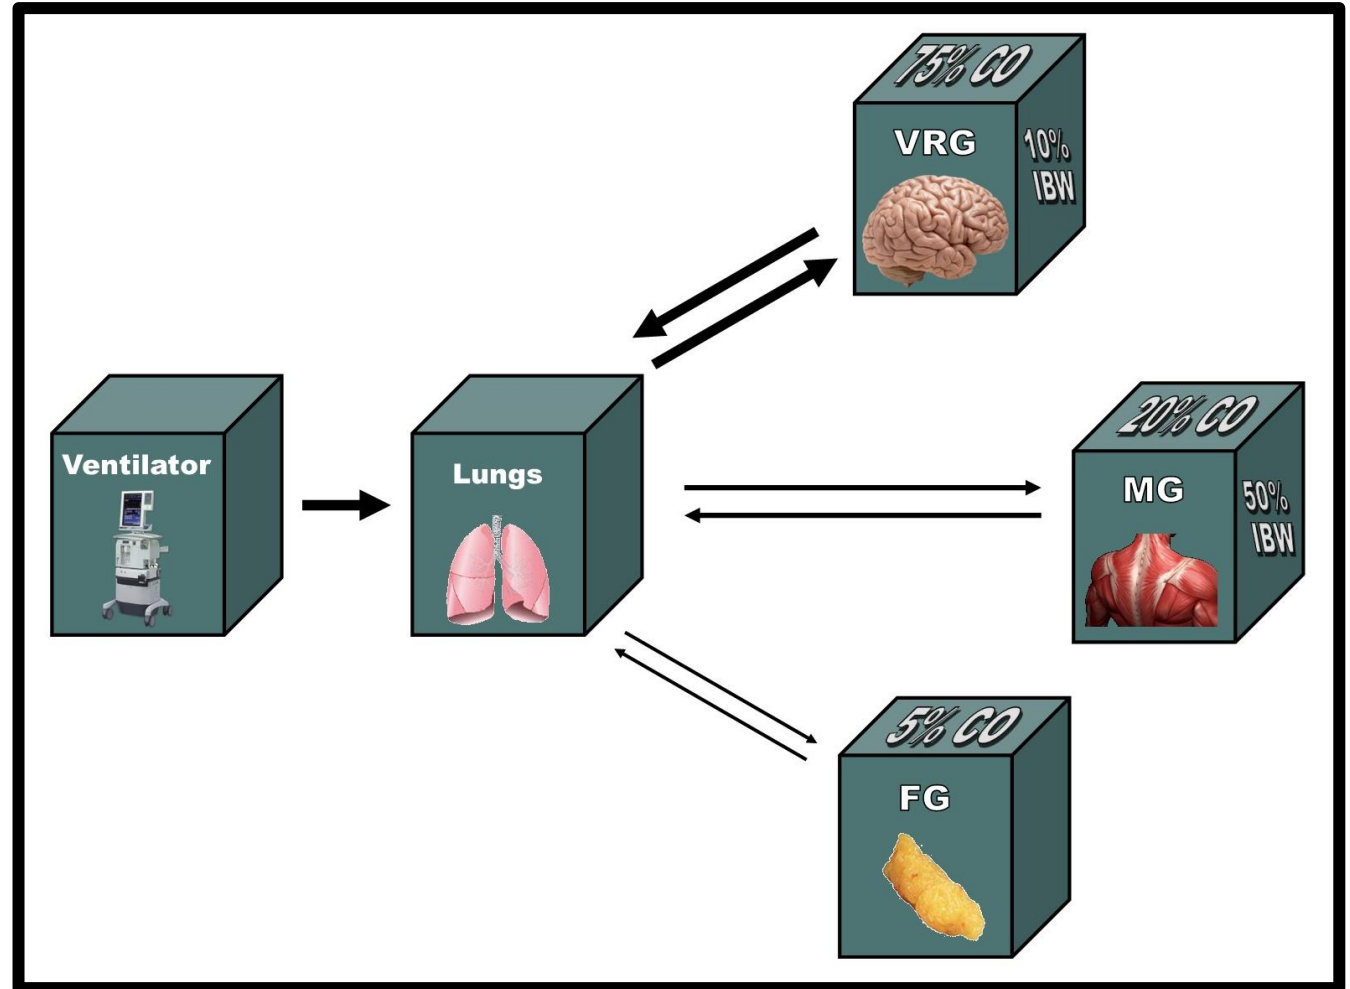 75% CO
VRG
10%
IBW
Ventilator
Lungs
20% CO
MG
50%
IBW
5% CO
FG